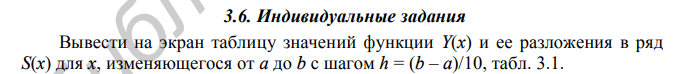 3.6. Индивидуальные задания
Вывести на экран таблицу значений функции Y(x) и ее разложения в ряд
S(x) для x, изменяющегося от a до b с шагом h = (b – a)/10, табл. 3.1.